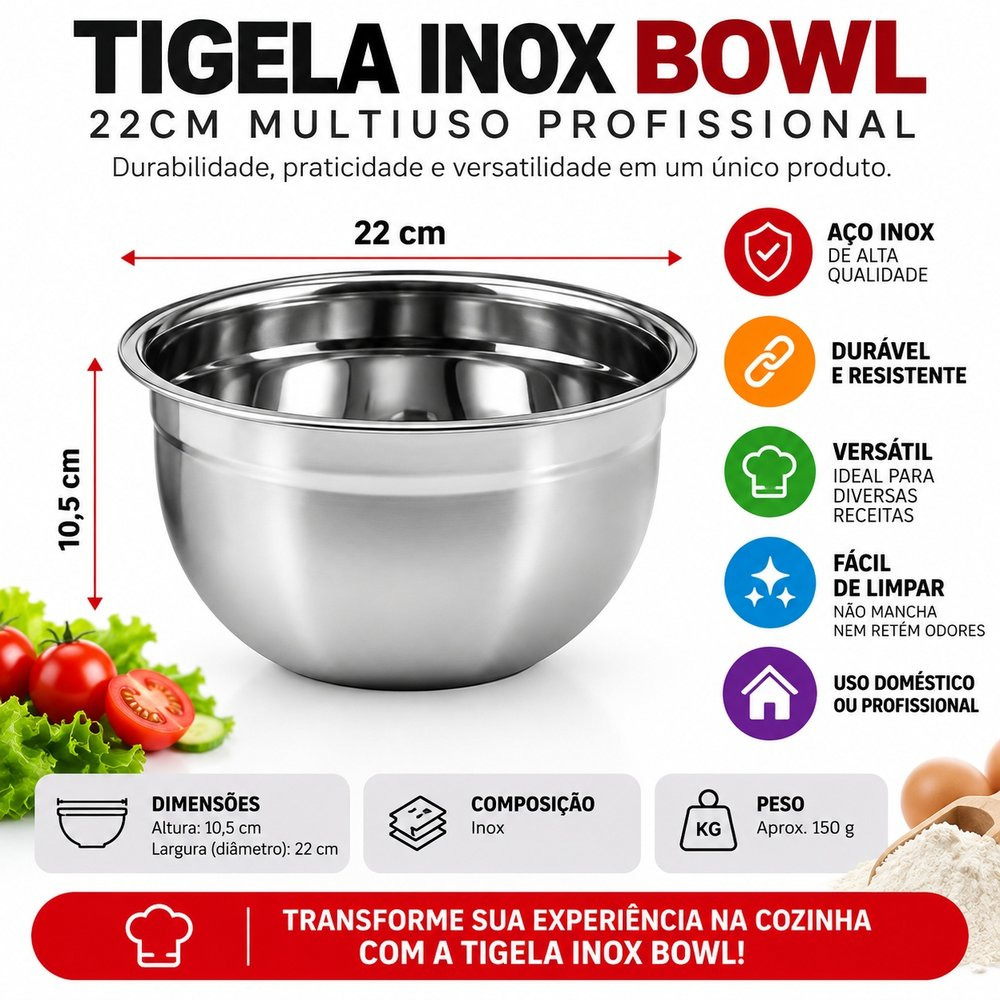 TIGELA INOX BOWL
22CM MULTIUSO PROFISSIONAL
Durabilidade, praticidade e versatilidade em um único produto.
22 cm
10,5 cm
AÇO INOX
DE ALTA
QUALIDADE
DURÁVEL
E RESISTENTE
VERSÁTIL
IDEAL PARA
DIVERSAS
RECEITAS
FÁCIL
DE LIMPAR
NÃO MANCHA
NEM RETÉM ODORES
USO DOMÉSTICO
OU PROFISSIONAL
DIMENSÕES
Altura: 10,5 cm
Largura (diâmetro): 22 cm
COMPOSIÇÃO
Inox
KG
PESO
Aprox. 150 g
TRANSFORME SUA EXPERIÊNCIA NA COZINHA
COM A TIGELA INOX BOWL!